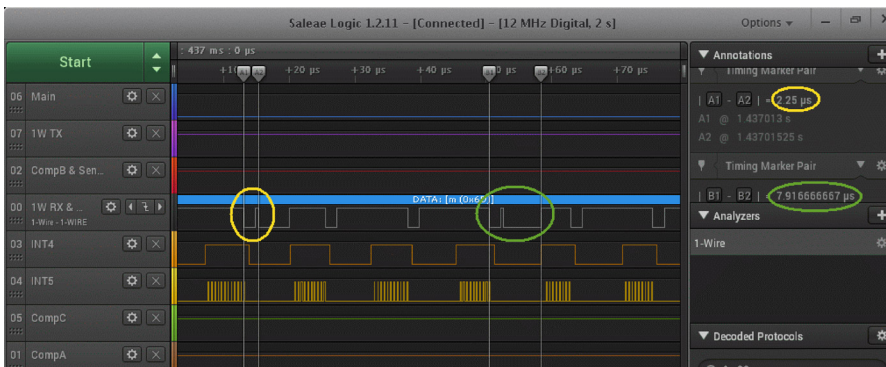 Saleae Logic 1.2.11 - [Connected] - [12 MHz Digital, 2 s]
Options
Start
: 437 ms : 0 µs
A1 A2 +20 µs +30 µs +40 µs µs +60 µs +70 µs
Annotations
Timing Marker Pair
| A1 - A2 | = 2.25 µs
A1 @ 1.437013 s
A2 @ 1.43701525 s
Timing Marker Pair
| B1 - B2 | = 7.916666667 µs
Analyzers
1-Wire
Decoded Protocols
06 Main
07 1W TX
02 CompB & Sen...
00 1W RX & ...
1-Wire - 1-WIRE
DATA: [m (0x6D)]
03 INT4
04 INT5
05 CompC
01 CompA